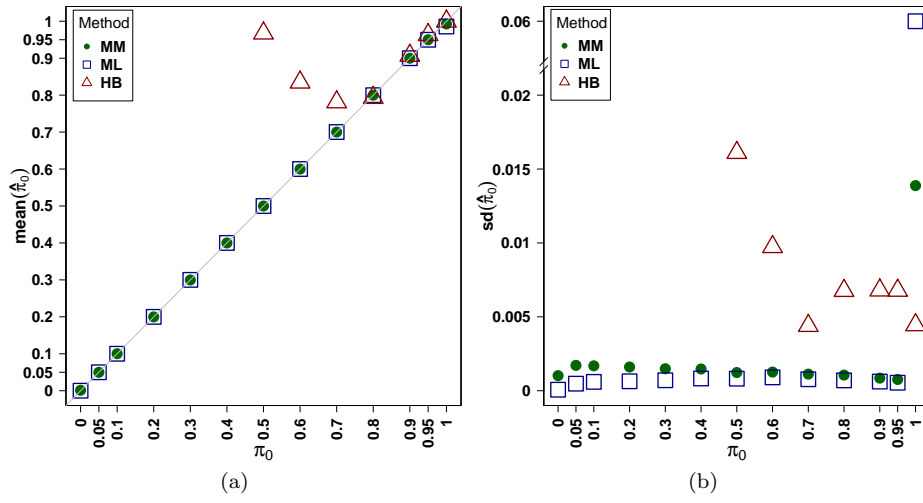 Method
MM
ML
HB
1
0.95
0.9
0.8
0.7
0.6
0.5
0.4
0.3
0.2
0.1
0.05
0
mean(π̂₀)
0 0.05 0.1 0.2 0.3 0.4 0.5 0.6 0.7 0.8 0.9 0.95 1
π₀
(a)
Method
MM
ML
HB
0.06
0.02
0.015
0.01
0.005
0
sd(π̂₀)
0 0.05 0.1 0.2 0.3 0.4 0.5 0.6 0.7 0.8 0.9 0.95 1
π₀
(b)